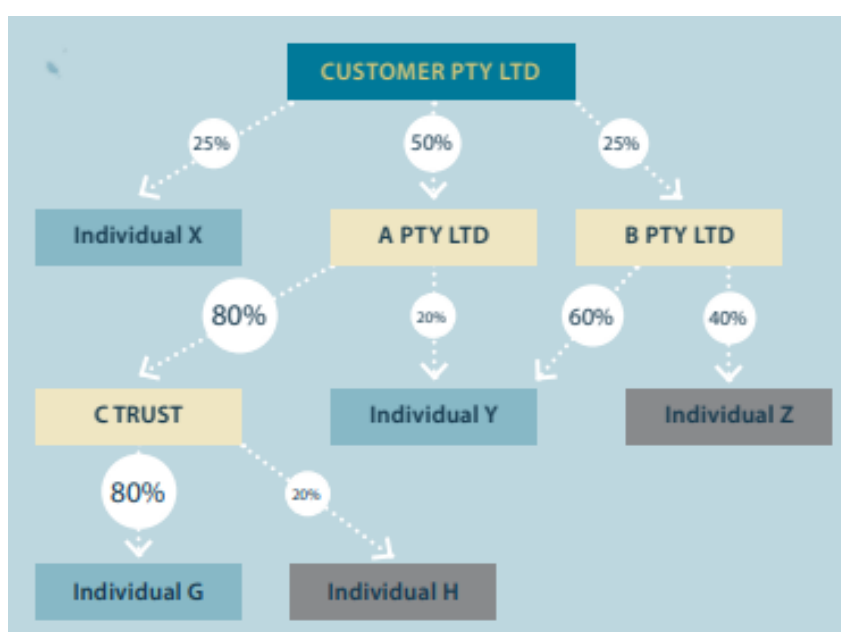 CUSTOMER PTY LTD
25%
50%
25%
Individual X
A PTY LTD
B PTY LTD
80%
20%
60%
40%
C TRUST
Individual Y
Individual Z
80%
20%
Individual G
Individual H